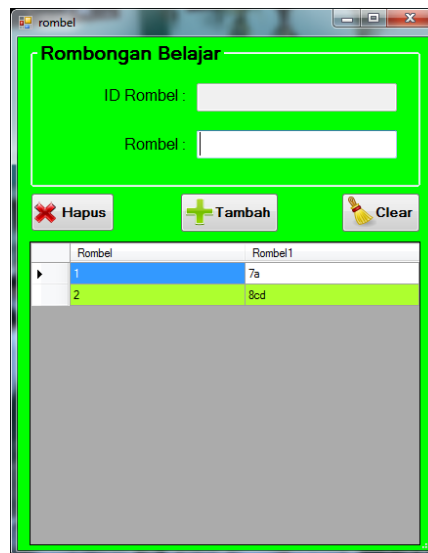 rombel
Rombongan Belajar
ID Rombel :
Rombel :
Hapus Tambah Clear
Rombel Rombel1
1 7a
2 8cd